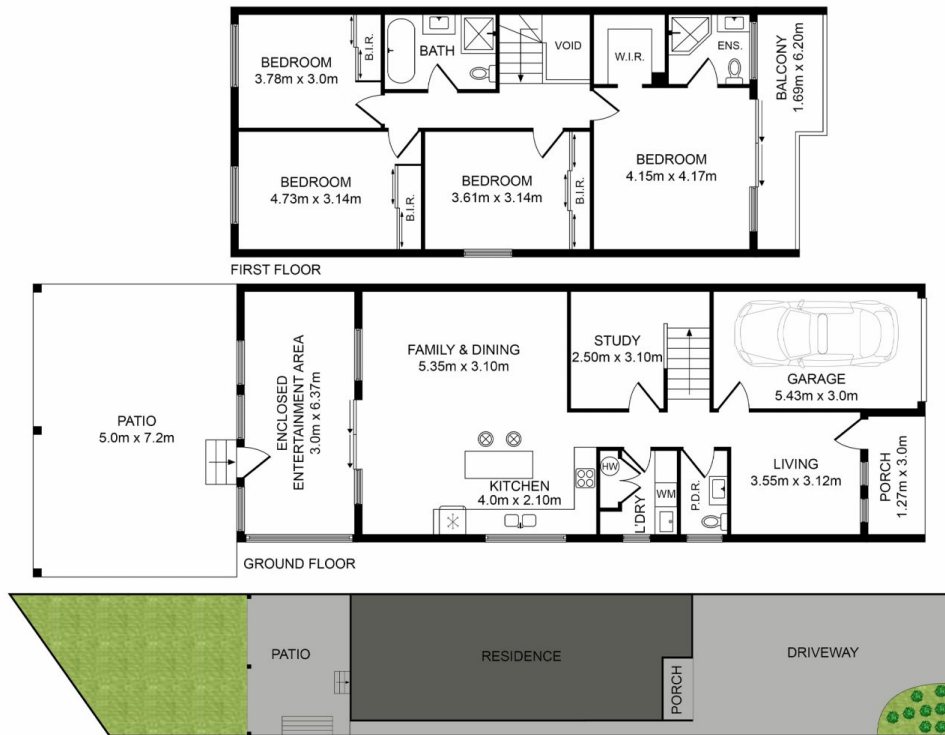 BEDROOM
3.78m x 3.0m
B.I.R.
BATH
VOID
W.I.R.
ENS.
BALCONY
1.69m x 6.20m
BEDROOM
4.73m x 3.14m
B.I.R.
BEDROOM
3.61m x 3.14m
B.I.R.
BEDROOM
4.15m x 4.17m
FIRST FLOOR
PATIO
5.0m x 7.2m
ENCLOSED
ENTERTAINMENT AREA
3.0m x 6.37m
FAMILY & DINING
5.35m x 3.10m
STUDY
2.50m x 3.10m
GARAGE
5.43m x 3.0m
KITCHEN
4.0m x 2.10m
HW
L'DRY
WM
P.D.R.
LIVING
3.55m x 3.12m
PORCH
1.27m x 3.0m
GROUND FLOOR
PATIO
RESIDENCE
PORCH
DRIVEWAY